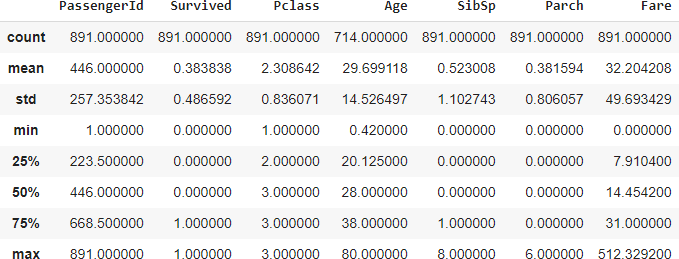 PassengerId Survived Pclass Age SibSp Parch Fare
count 891.000000 891.000000 891.000000 714.000000 891.000000 891.000000 891.000000
mean 446.000000 0.383838 2.308642 29.699118 0.523008 0.381594 32.204208
std 257.353842 0.486592 0.836071 14.526497 1.102743 0.806057 49.693429
min 1.000000 0.000000 1.000000 0.420000 0.000000 0.000000 0.000000
25% 223.500000 0.000000 2.000000 20.125000 0.000000 0.000000 7.910400
50% 446.000000 0.000000 3.000000 28.000000 0.000000 0.000000 14.454200
75% 668.500000 1.000000 3.000000 38.000000 1.000000 0.000000 31.000000
max 891.000000 1.000000 3.000000 80.000000 8.000000 6.000000 512.329200